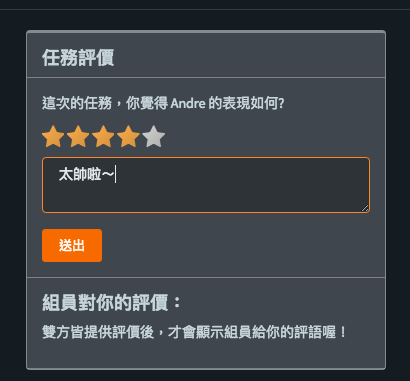 任務評價
這次的任務，你覺得 Andre 的表現如何?
太帥啦～
送出
組員對你的評價：
雙方皆提供評價後，才會顯示組員給你的評語喔！